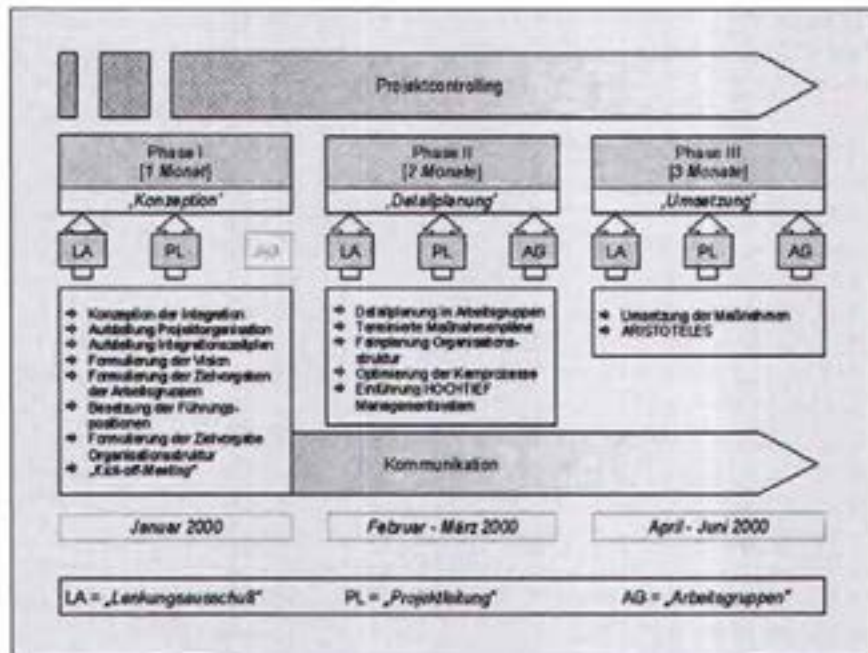 Projektcontrolling
Phase I
[1 Monat]
„Konzeption'
Phase II
[2 Monate]
„Detailplanung'
Phase III
[3 Monate]
„Umsetzung'
LA
PL
AG
LA
PL
AG
LA
PL
AG
Konzeption der Integration
Aufstellung Projektorganisation
Aufstellung Integrationszeitplan
Formulierung der Vision
Formulierung der Zielvorgaben
der Arbeitsgruppen
Besetzung der Führungs-
positionen
Formulierung der Zielvorgabe
Organisationsstruktur
„Kick-off-Meeting"
Detailplanung in Arbeitsgruppen
Terminierte Maßnahmenpläne
Feinplanung Organisations-
struktur
Optimierung der Kernprozesse
Einführung HOCHTIEF
Managementsystem
Umsetzung der Maßnahmen
ARISTOTELES
Kommunikation
Januar 2000
Februar - März 2000
April - Juni 2000
LA = „Lenkungsausschuß"
PL = „Projektleitung"
AG = „Arbeitsgruppen"